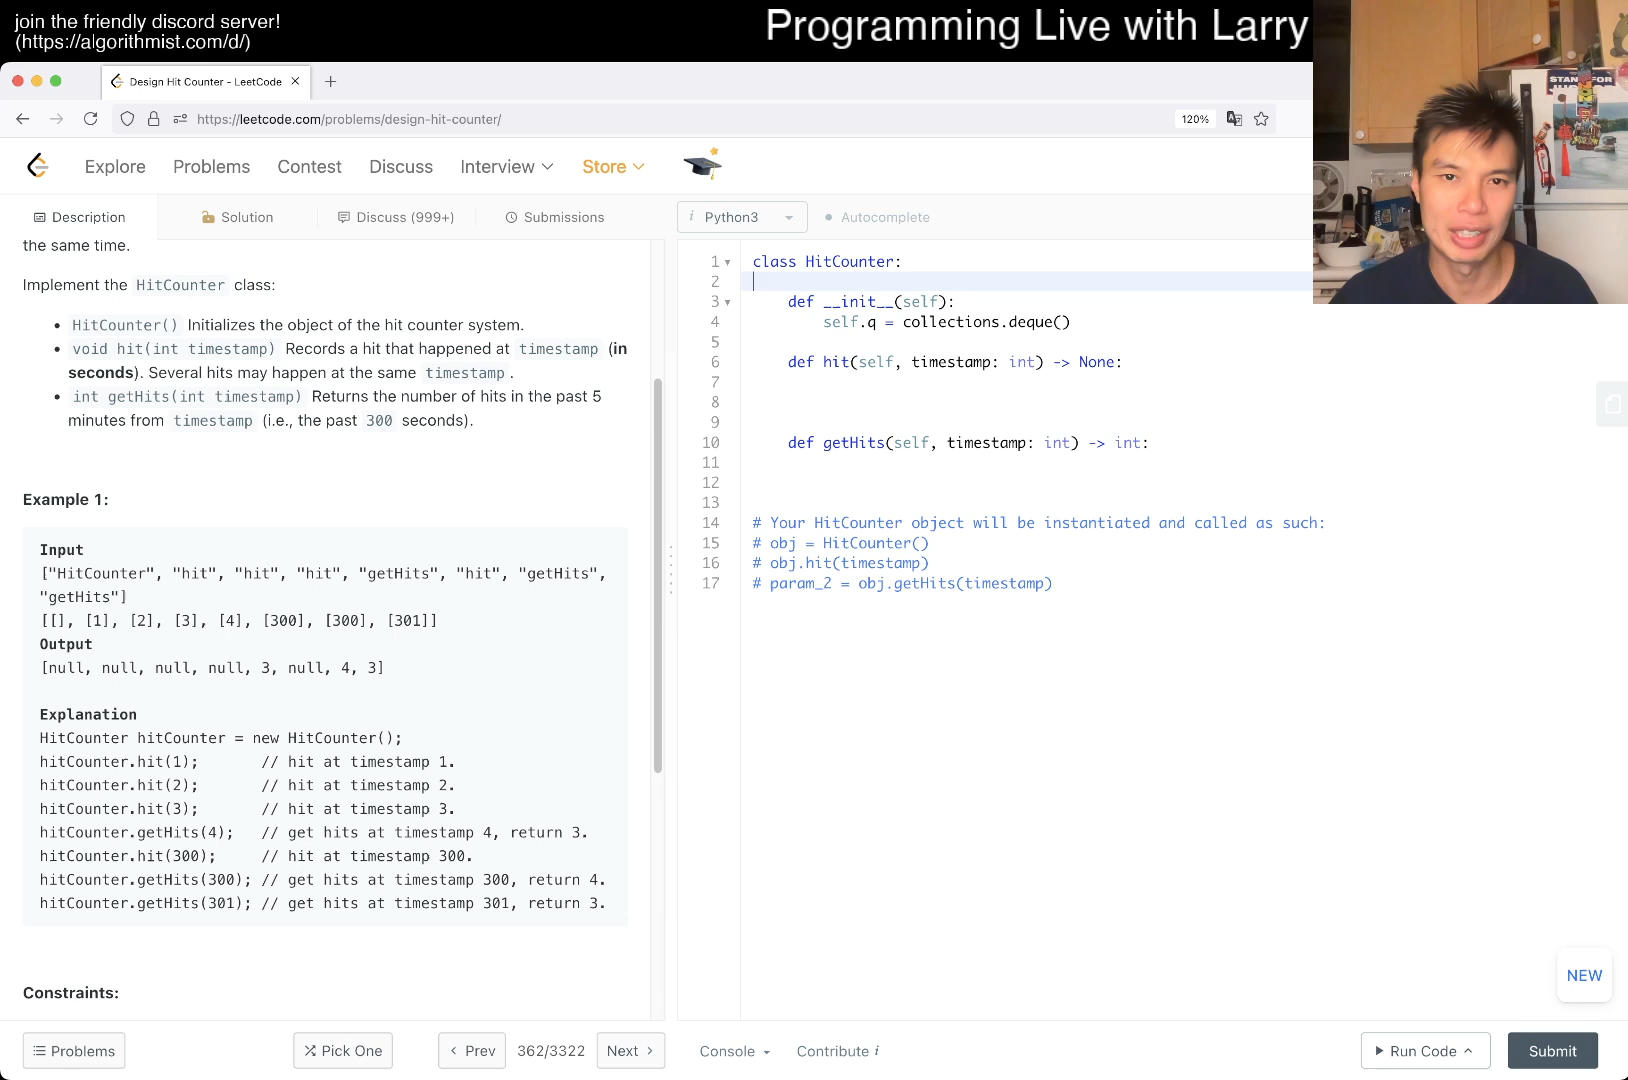 join the friendly discord server!
(https://algorithmist.com/d/)
Programming Live with Larry
Design Hit Counter - LeetCode
https://leetcode.com/problems/design-hit-counter/
120%
Explore
Problems
Contest
Discuss
Interview
Store
Description
Solution
Discuss (999+)
Submissions
i Python3
Autocomplete
the same time.
Implement the HitCounter class:
• HitCounter() Initializes the object of the hit counter system.
• void hit(int timestamp) Records a hit that happened at timestamp (in
seconds). Several hits may happen at the same timestamp.
• int getHits(int timestamp) Returns the number of hits in the past 5
minutes from timestamp (i.e., the past 300 seconds).
Example 1:
Input
["HitCounter", "hit", "hit", "hit", "getHits", "hit", "getHits",
"getHits"]
[[], [1], [2], [3], [4], [300], [300], [301]]
Output
[null, null, null, null, 3, null, 4, 3]
Explanation
HitCounter hitCounter = new HitCounter();
hitCounter.hit(1);       // hit at timestamp 1.
hitCounter.hit(2);       // hit at timestamp 2.
hitCounter.hit(3);       // hit at timestamp 3.
hitCounter.getHits(4);   // get hits at timestamp 4, return 3.
hitCounter.hit(300);     // hit at timestamp 300.
hitCounter.getHits(300); // get hits at timestamp 300, return 4.
hitCounter.getHits(301); // get hits at timestamp 301, return 3.
Constraints:
1 class HitCounter:
2
3     def __init__(self):
4         self.q = collections.deque()
5
6     def hit(self, timestamp: int) -> None:
7
8
9
10     def getHits(self, timestamp: int) -> int:
11
12
13
14 # Your HitCounter object will be instantiated and called as such:
15 # obj = HitCounter()
16 # obj.hit(timestamp)
17 # param_2 = obj.getHits(timestamp)
NEW
Problems
Pick One
Prev
362/3322
Next
Console
Contribute i
Run Code
Submit